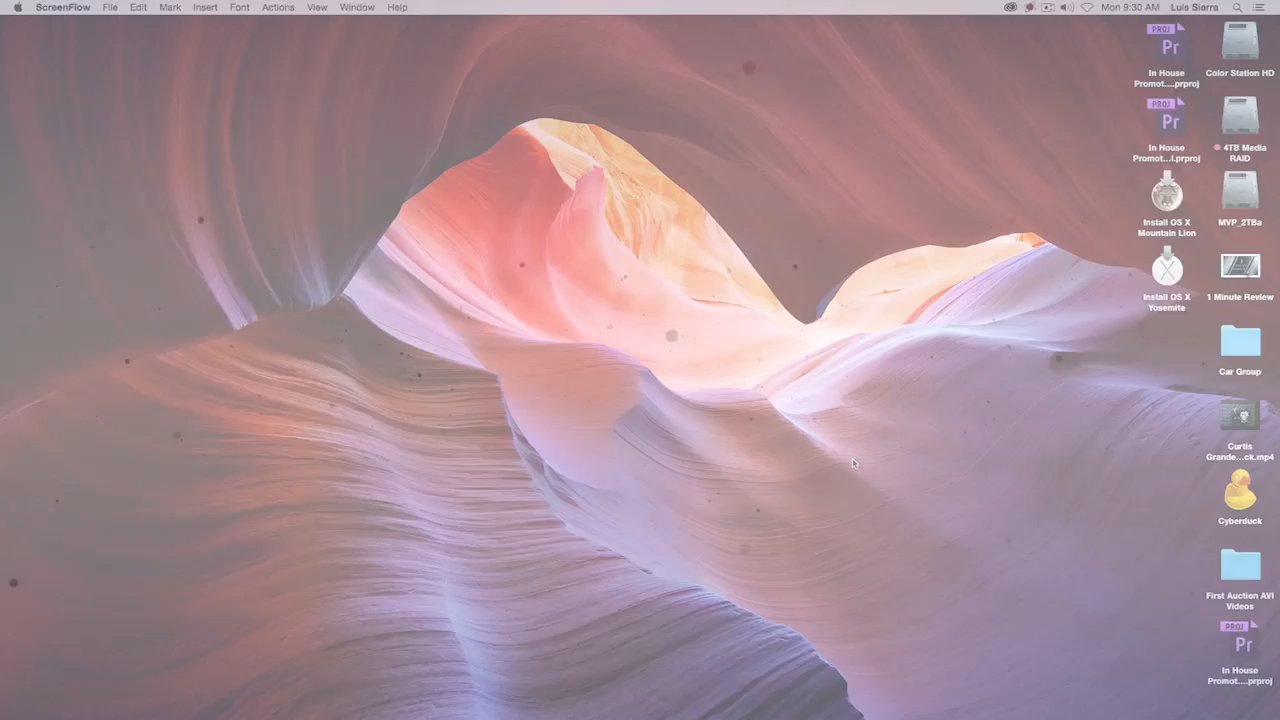 ScreenFlow File Edit Mark Insert Font Actions View Window Help Mon 9:30 AM Luis Sierra
PROJ
Pr
In House
Promot....prproj
Color Station HD
PROJ
Pr
In House
Promot...l.prproj
4TB Media
RAID
Install OS X
Mountain Lion
MVP_2TBa
Install OS X
Yosemite
1 Minute Review
Car Group
Curtis
Grande...ck.mp4
Cyberduck
First Auction AVI
Videos
PROJ
Pr
In House
Promot....prproj